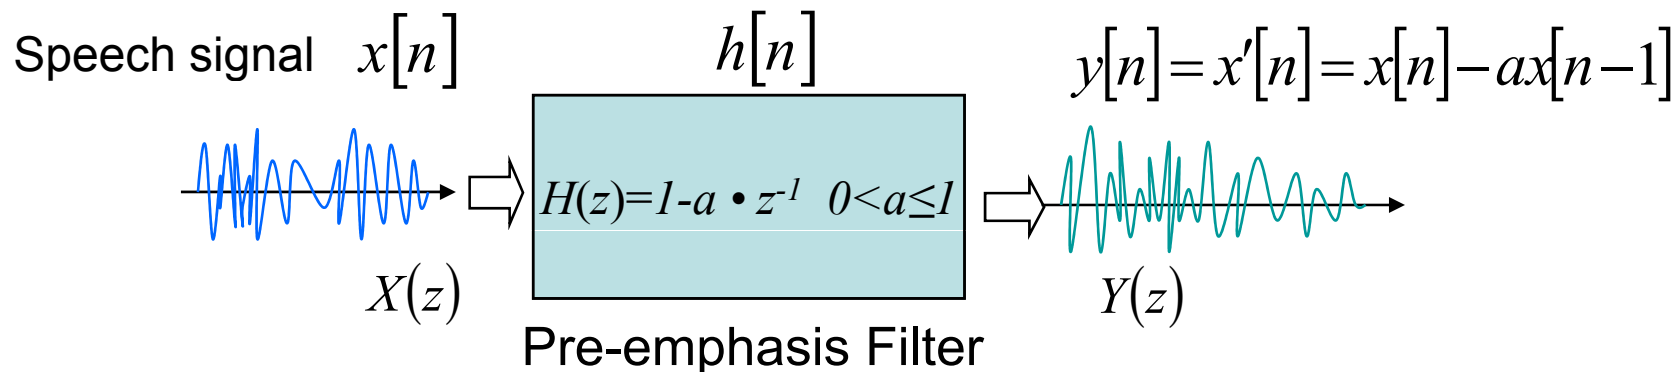 Speech signal x[n] h[n] y[n] = x′[n] = x[n] − ax[n−1]
H(z)=1-a • z⁻¹ 0<a≤1
X(z) Y(z)
Pre-emphasis Filter